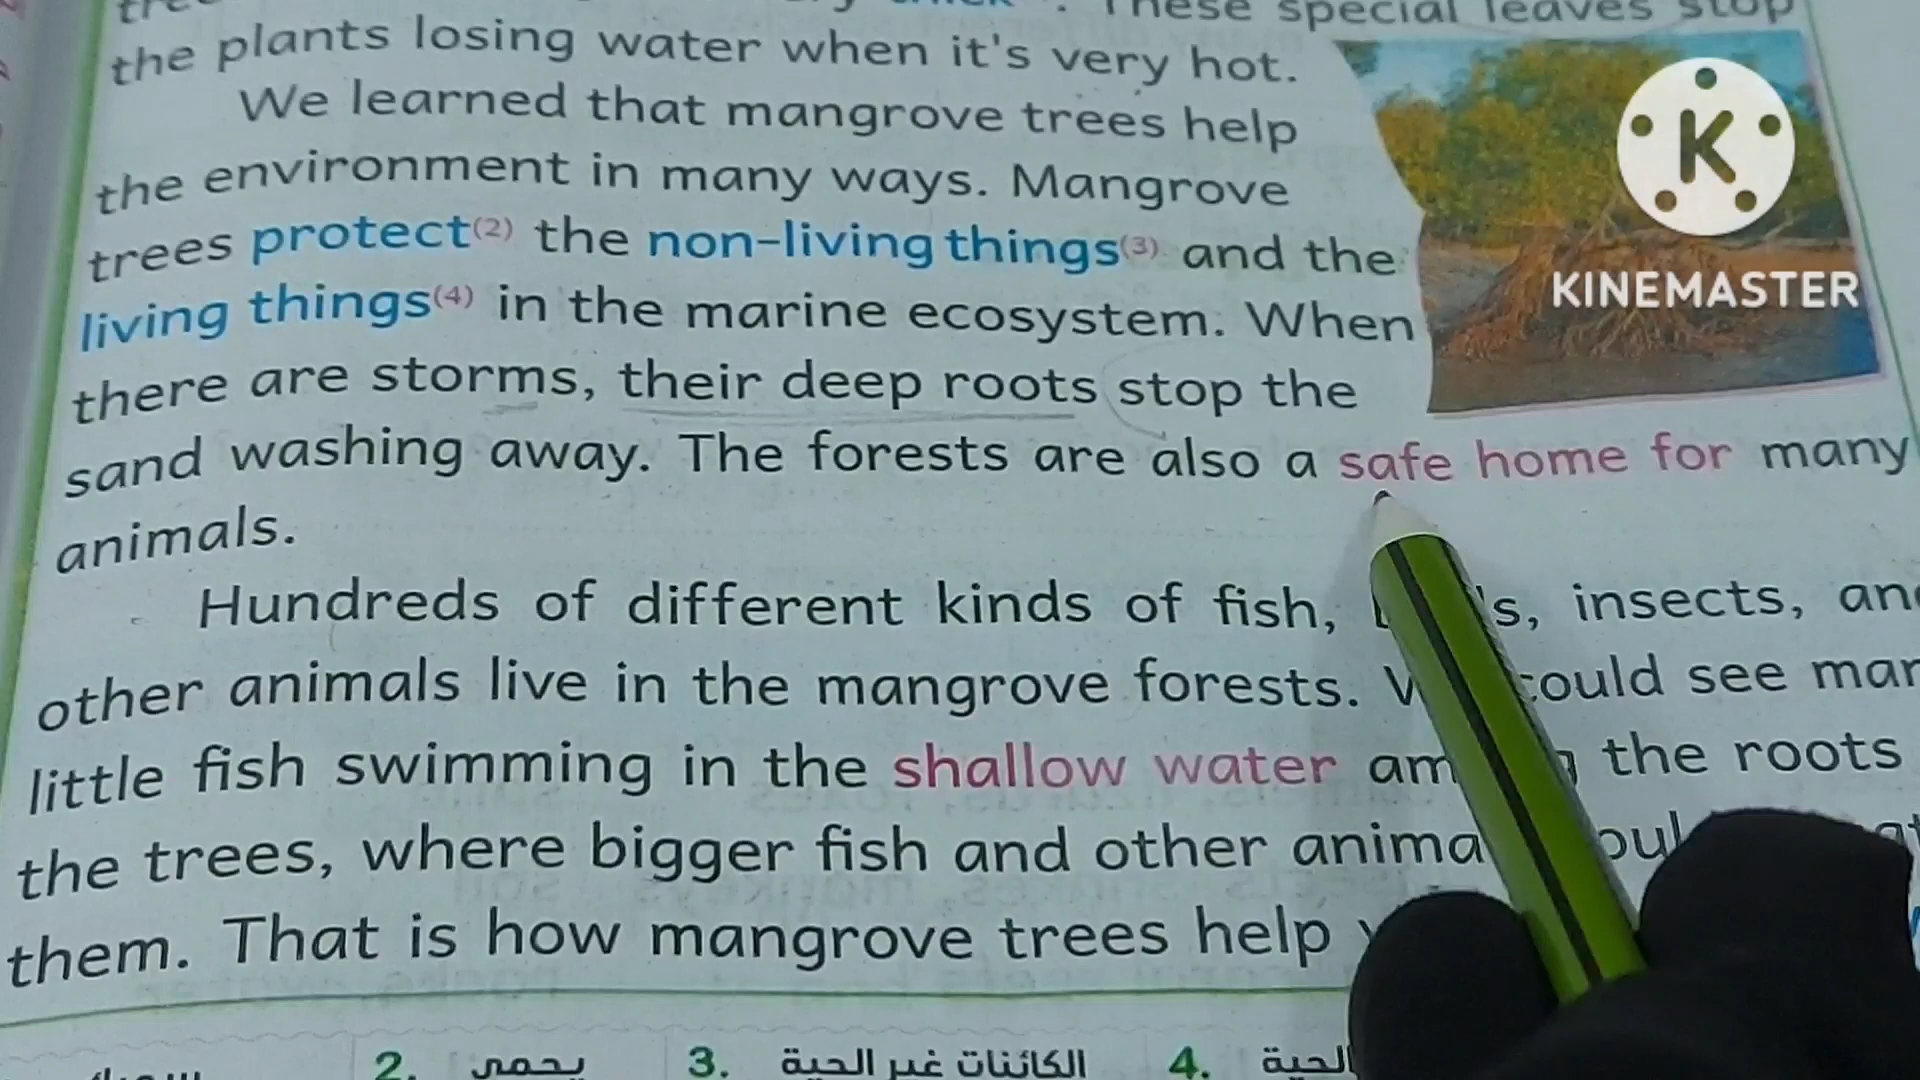 These special leaves stop
the plants losing water when it's very hot.
We learned that mangrove trees help
the environment in many ways. Mangrove
trees protect(2) the non-living things(3) and the
living things(4) in the marine ecosystem. When
there are storms, their deep roots stop the
sand washing away. The forests are also a safe home for many
animals.
Hundreds of different kinds of fish, insects,
other animals live in the mangrove forests. could see
little fish swimming in the shallow water the roots
the trees, where bigger fish and other
them. That is how mangrove trees help
2. يحمي 3. الكائنات غير الحية 4. الحية
K
KINEMASTER